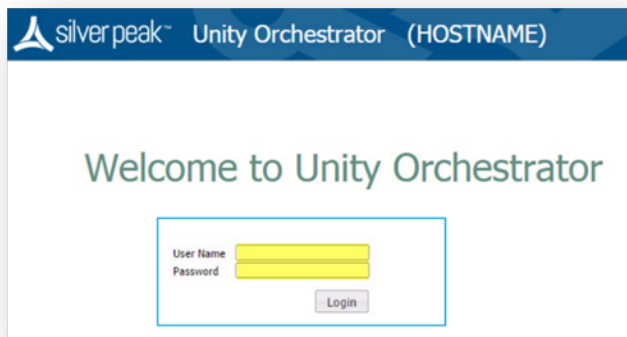 silver peak™ Unity Orchestrator (HOSTNAME)
Welcome to Unity Orchestrator
User Name
Password
Login